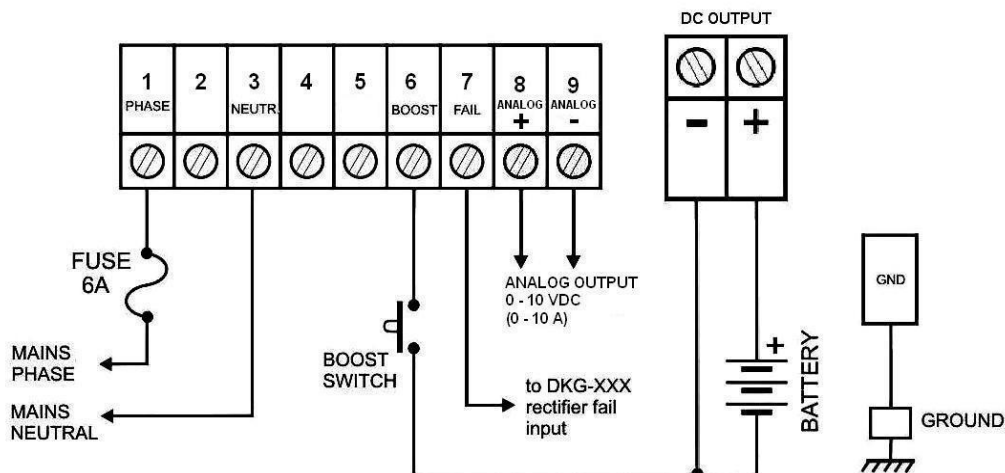 DC OUTPUT
1
PHASE
2
3
NEUTR.
4
5
6
BOOST
7
FAIL
8
ANALOG
+
9
ANALOG
-
-
+
FUSE
6A
MAINS
PHASE
MAINS
NEUTRAL
BOOST
SWITCH
ANALOG OUTPUT
0 - 10 VDC
(0 - 10 A)
to DKG-XXX
rectifier fail
input
+
BATTERY
GND
GROUND